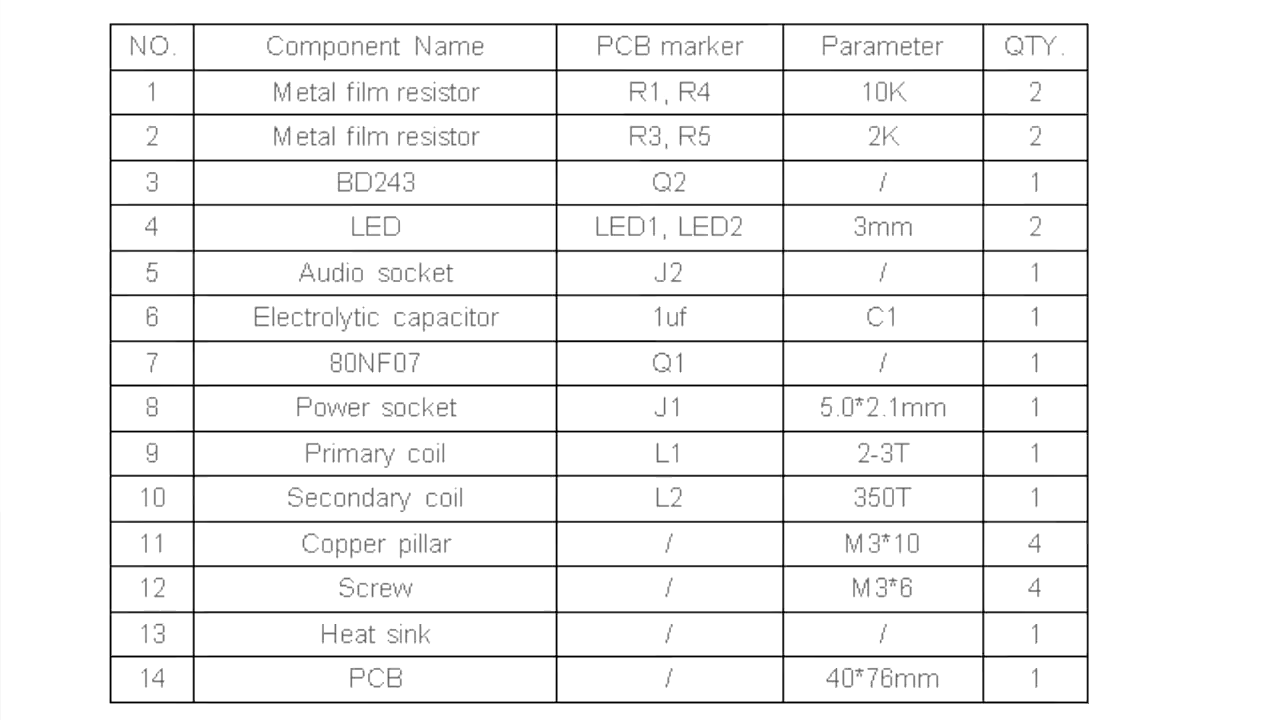 NO. Component Name PCB marker Parameter QTY.
1 Metal film resistor R1, R4 10K 2
2 Metal film resistor R3, R5 2K 2
3 BD243 Q2 / 1
4 LED LED1, LED2 3mm 2
5 Audio socket J2 / 1
6 Electrolytic capacitor 1uf C1 1
7 80NF07 Q1 / 1
8 Power socket J1 5.0*2.1mm 1
9 Primary coil L1 2-3T 1
10 Secondary coil L2 350T 1
11 Copper pillar / M3*10 4
12 Screw / M3*6 4
13 Heat sink / / 1
14 PCB / 40*76mm 1